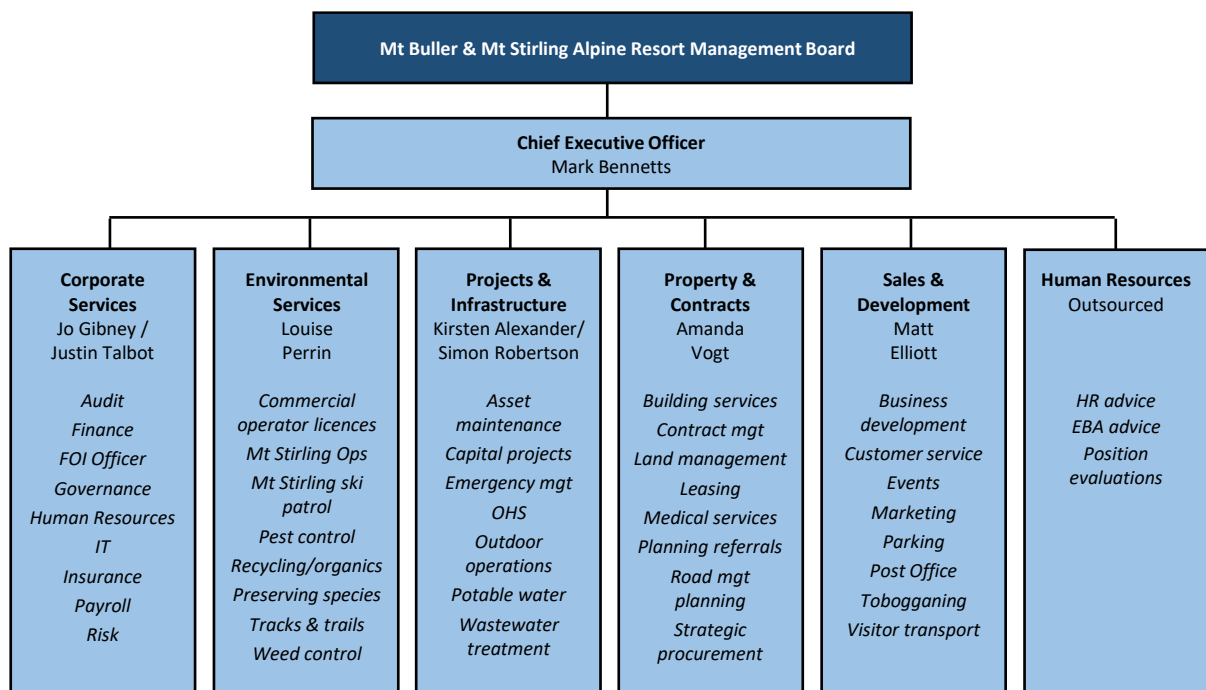 Mt Buller & Mt Stirling Alpine Resort Management Board
Chief Executive Officer
Mark Bennetts
Corporate
Services
Jo Gibney /
Justin Talbot
Audit
Finance
FOI Officer
Governance
Human Resources
IT
Insurance
Payroll
Risk
Environmental
Services
Louise
Perrin
Commercial
operator licences
Mt Stirling Ops
Mt Stirling ski
patrol
Pest control
Recycling/organics
Preserving species
Tracks & trails
Weed control
Projects &
Infrastructure
Kirsten Alexander/
Simon Robertson
Asset
maintenance
Capital projects
Emergency mgt
OHS
Outdoor
operations
Potable water
Wastewater
treatment
Property &
Contracts
Amanda
Vogt
Building services
Contract mgt
Land management
Leasing
Medical services
Planning referrals
Road mgt
planning
Strategic
procurement
Sales &
Development
Matt
Elliott
Business
development
Customer service
Events
Marketing
Parking
Post Office
Tobogganing
Visitor transport
Human Resources
Outsourced
HR advice
EBA advice
Position
evaluations